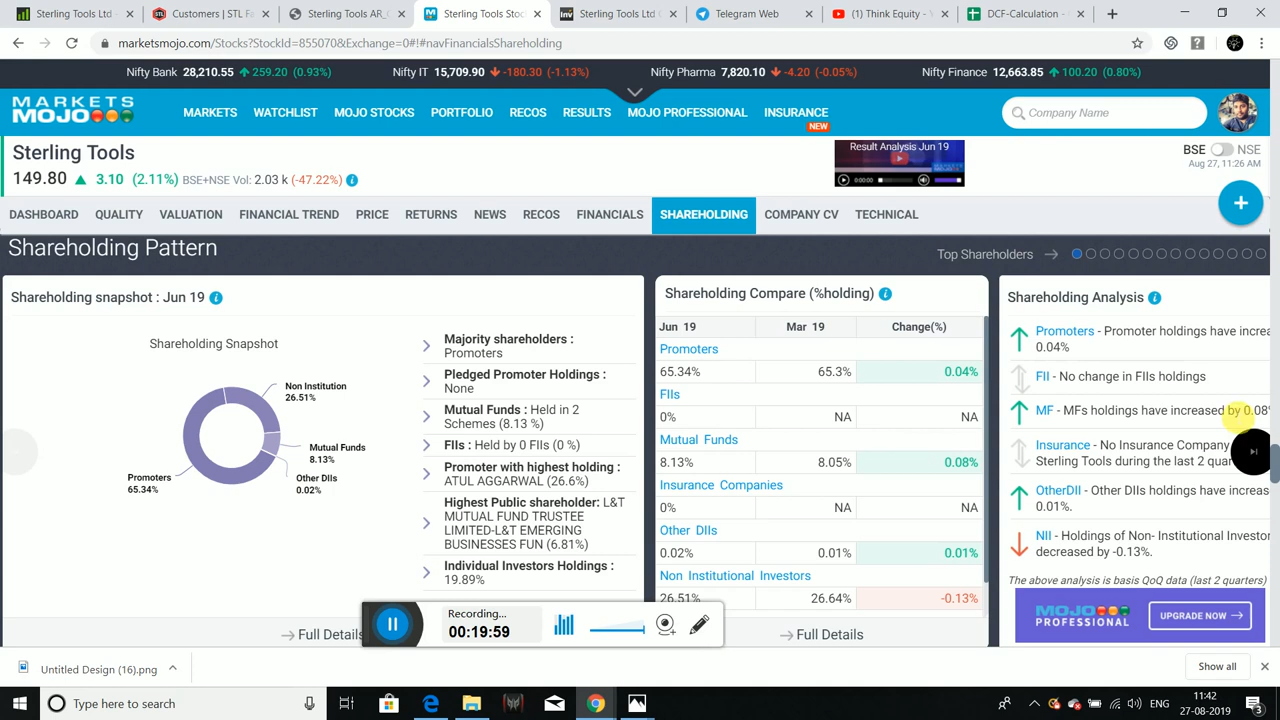 Sterling Tools Ltd -
Customers | STL Fa
Sterling Tools AR_
Sterling Tools Stoc
Sterling Tools Ltd
Telegram Web
(1) Think Equity -
DCF-Calculation -
marketsmojo.com/Stocks?StockId=855070&Exchange=0#!#navFinancialsShareholding
Nifty Bank 28,210.55 259.20 (0.93%)
Nifty IT 15,709.90 -180.30 (-1.13%)
Nifty Pharma 7,820.10 -4.20 (-0.05%)
Nifty Finance 12,663.85 100.20 (0.80%)
MARKETS MOJO
MARKETS WATCHLIST MOJO STOCKS PORTFOLIO RECOS RESULTS MOJO PROFESSIONAL INSURANCE
NEW
Company Name
Sterling Tools
149.80 3.10 (2.11%) BSE+NSE Vol: 2.03 k (-47.22%)
Result Analysis Jun 19
0:00:00
BSE NSE
Aug 27, 11:26 AM
DASHBOARD QUALITY VALUATION FINANCIAL TREND PRICE RETURNS NEWS RECOS FINANCIALS SHAREHOLDING COMPANY CV TECHNICAL
Shareholding Pattern
Top Shareholders
Shareholding snapshot : Jun 19
Shareholding Snapshot
Non Institution
26.51%
Mutual Funds
8.13%
Other DIIs
0.02%
Promoters
65.34%
Majority shareholders :
Promoters
Pledged Promoter Holdings :
None
Mutual Funds : Held in 2
Schemes (8.13 %)
FIIs : Held by 0 FIIs (0 %)
Promoter with highest holding :
ATUL AGGARWAL (26.6%)
Highest Public shareholder: L&T
MUTUAL FUND TRUSTEE
LIMITED-L&T EMERGING
BUSINESSES FUN (6.81%)
Individual Investors Holdings :
19.89%
Full Details
Shareholding Compare (%holding)
Jun 19 Mar 19 Change(%)
Promoters
65.34% 65.3% 0.04%
FIIs
0% NA NA
Mutual Funds
8.13% 8.05% 0.08%
Insurance Companies
0% NA NA
Other DIIs
0.02% 0.01% 0.01%
Non Institutional Investors
26.51% 26.64% -0.13%
Full Details
Shareholding Analysis
Promoters - Promoter holdings have increa
0.04%
FII - No change in FIIs holdings
MF - MFs holdings have increased by 0.08%
Insurance - No Insurance Company
Sterling Tools during the last 2 quar
OtherDII - Other DIIs holdings have increas
0.01%.
NII - Holdings of Non- Institutional Investor
decreased by -0.13%.
The above analysis is basis QoQ data (last 2 quarters)
MOJO PROFESSIONAL
UPGRADE NOW
Recording...
00:19:59
Untitled Design (16).png
Show all
Type here to search
ENG
11:42
27-08-2019
3